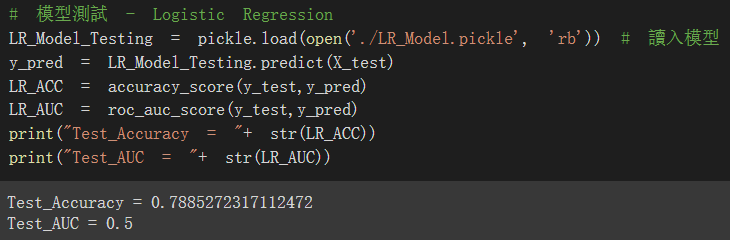 # 模型測試 - Logistic Regression
LR_Model_Testing = pickle.load(open('./LR_Model.pickle', 'rb')) # 讀入模型
y_pred = LR_Model_Testing.predict(X_test)
LR_ACC = accuracy_score(y_test,y_pred)
LR_AUC = roc_auc_score(y_test,y_pred)
print("Test_Accuracy = "+ str(LR_ACC))
print("Test_AUC = "+ str(LR_AUC))
Test_Accuracy = 0.7885272317112472
Test_AUC = 0.5